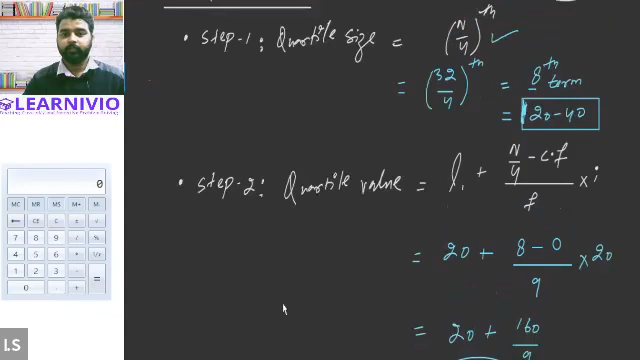 • Step-1: Quartile size = (N/4)^th
= (32/4)^th = 8^th term
= 20-40
• Step-2: Quartile value = l₁ + (N/4 - c.f)/f × i
= 20 + (8-0)/9 × 20
= 20 + 160/9
LEARNIVIO
0
MC MR MS M+ M-
← CE C ± √
7 8 9 / %
4 5 6 * 1/x
1 2 3 - =
0 . +
I.S